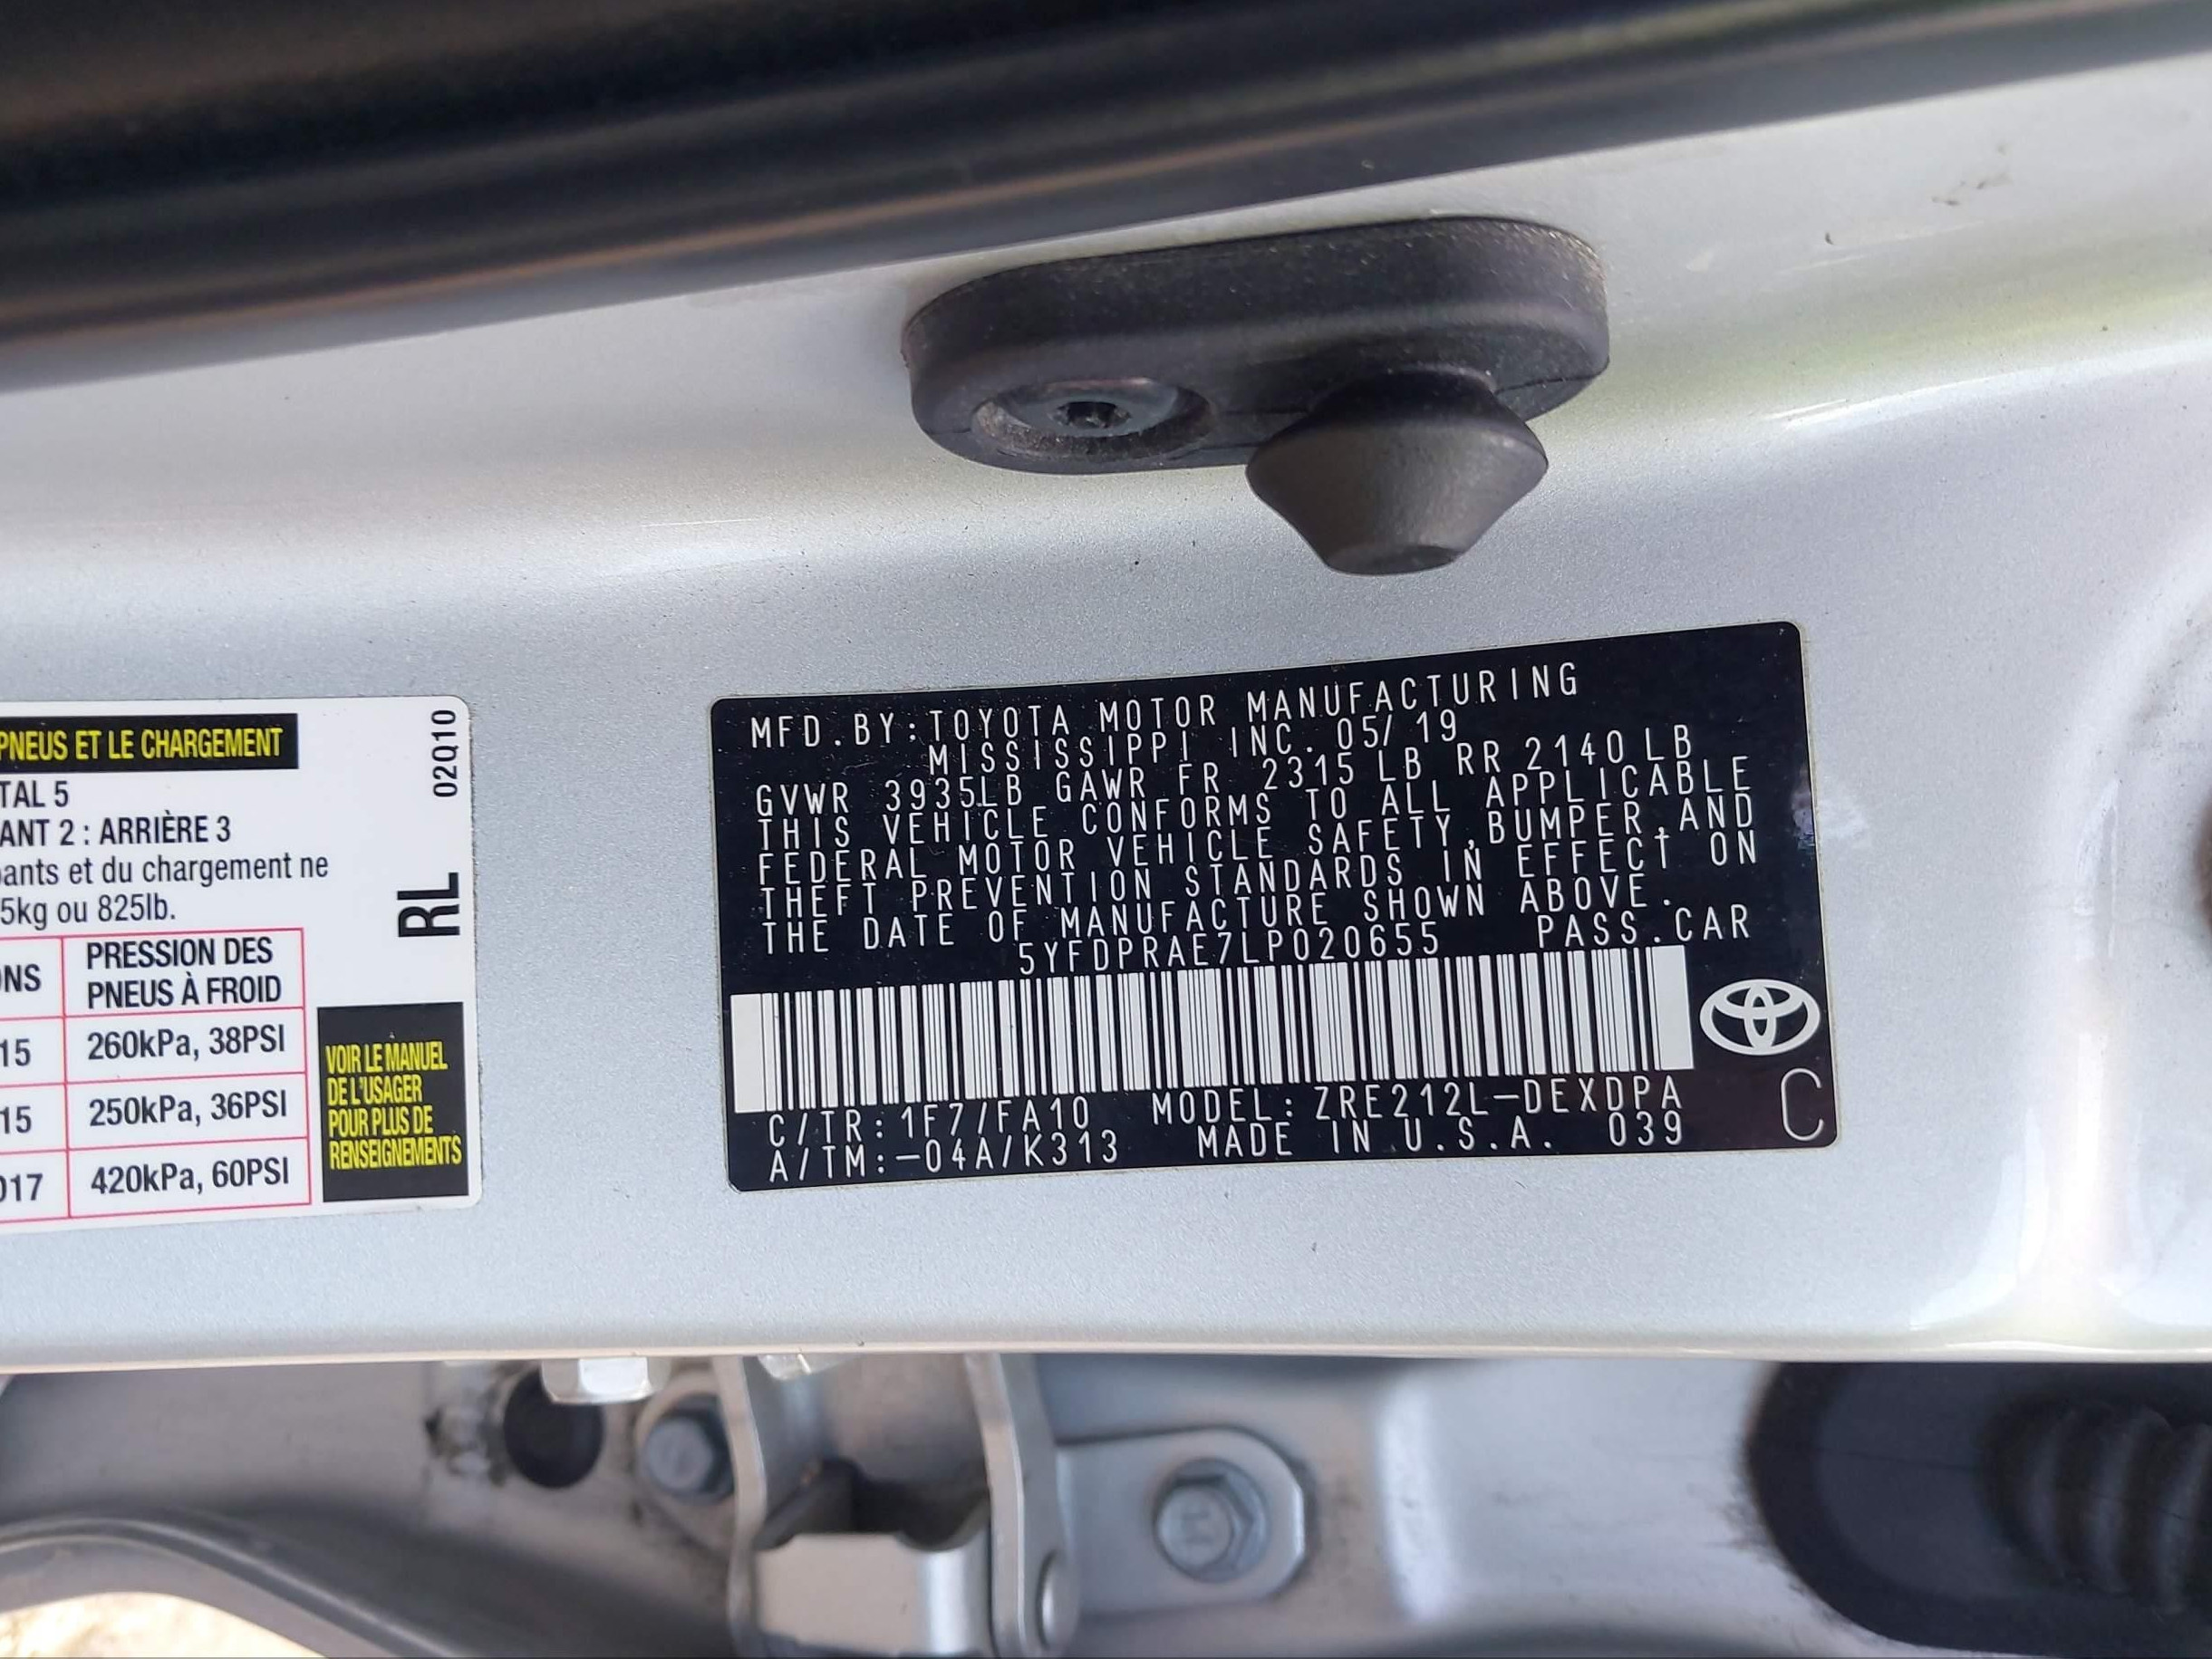 PNEUS ET LE CHARGEMENT
02Q10
TAL 5
ANT 2 : ARRIÈRE 3
ants et du chargement ne
5kg ou 825lb.
RL
NS
PRESSION DES
PNEUS À FROID
15
260kPa, 38PSI
15
250kPa, 36PSI
017
420kPa, 60PSI
VOIR LE MANUEL
DE L'USAGER
POUR PLUS DE
RENSEIGNEMENTS
MFD.BY:TOYOTA MOTOR MANUFACTURING
MISSISSIPPI INC. 05/19
GVWR 3935LB GAWR FR 2315 LB RR 2140 LB
THIS VEHICLE CONFORMS TO ALL APPLICABLE
FEDERAL MOTOR VEHICLE SAFETY,BUMPER,AND
THEFT PREVENTION STANDARDS IN EFFECT ON
THE DATE OF MANUFACTURE SHOWN ABOVE.
5YFDPRAE7LP020655 PASS.CAR
C/TR:1F7/FA10 MODEL:ZRE212L-DEXDPA
A/TM:-04A/K313 MADE IN U.S.A. 039
C